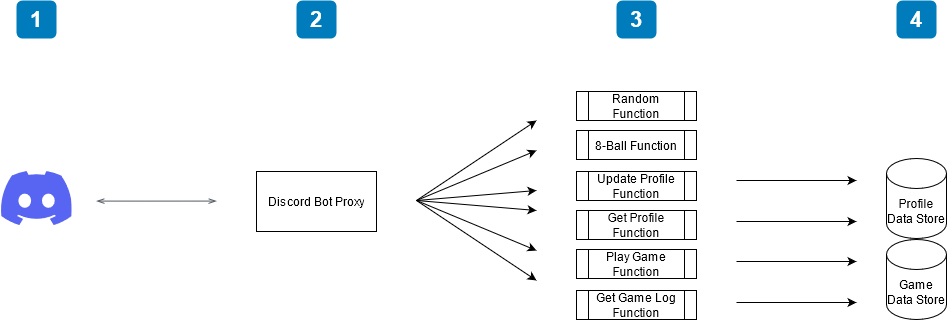 1
2
3
4
Random
Function
8-Ball Function
Update Profile
Function
Get Profile
Function
Play Game
Function
Get Game Log
Function
Discord Bot Proxy
Profile
Data Store
Game
Data Store